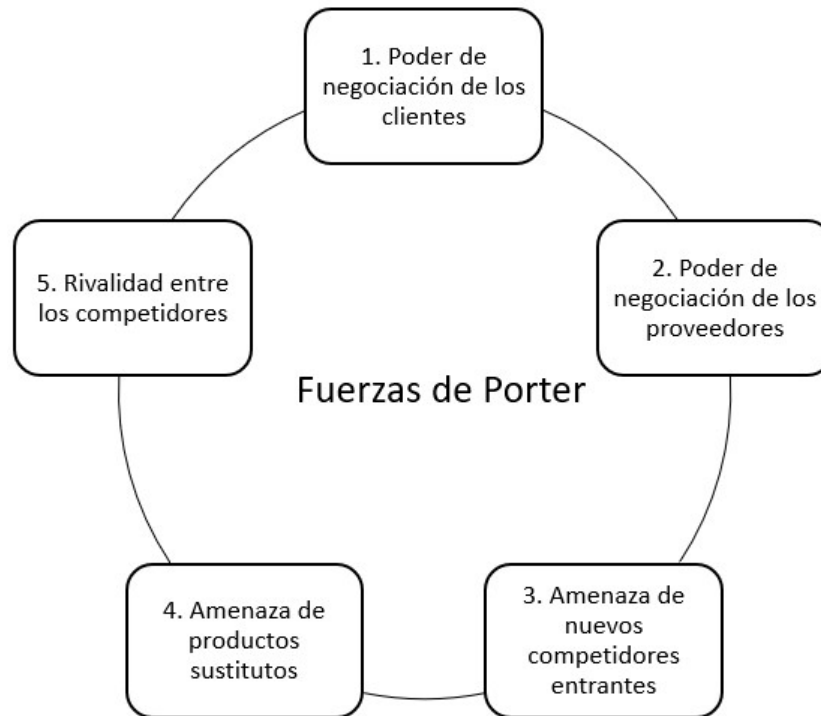 1. Poder de
negociación de los
clientes
2. Poder de
negociación de los
proveedores
3. Amenaza de
nuevos
competidores
entrantes
4. Amenaza de
productos
sustitutos
5. Rivalidad entre
los competidores
Fuerzas de Porter